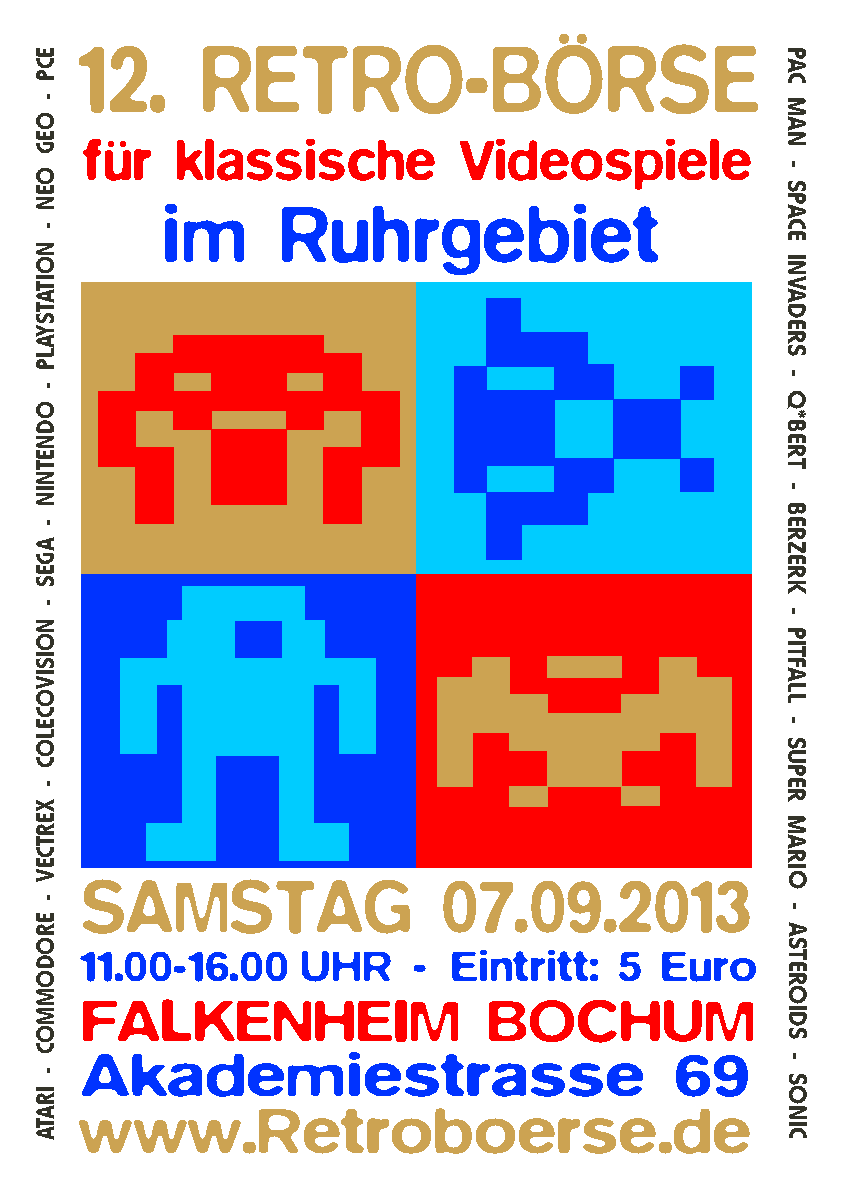 12. RETRO-BÖRSE
für klassische Videospiele
im Ruhrgebiet
ATARI - COMMODORE - VECTREX - COLECOVISION - SEGA - NINTENDO - PLAYSTATION - NEO GEO - PCE
PAC MAN - SPACE INVADERS - Q*BERT - BERZERK - PITFALL - SUPER MARIO - ASTEROIDS - SONIC
SAMSTAG 07.09.2013
11.00-16.00 UHR - Eintritt: 5 Euro
FALKENHEIM BOCHUM
Akademiestrasse 69
www.Retroboerse.de